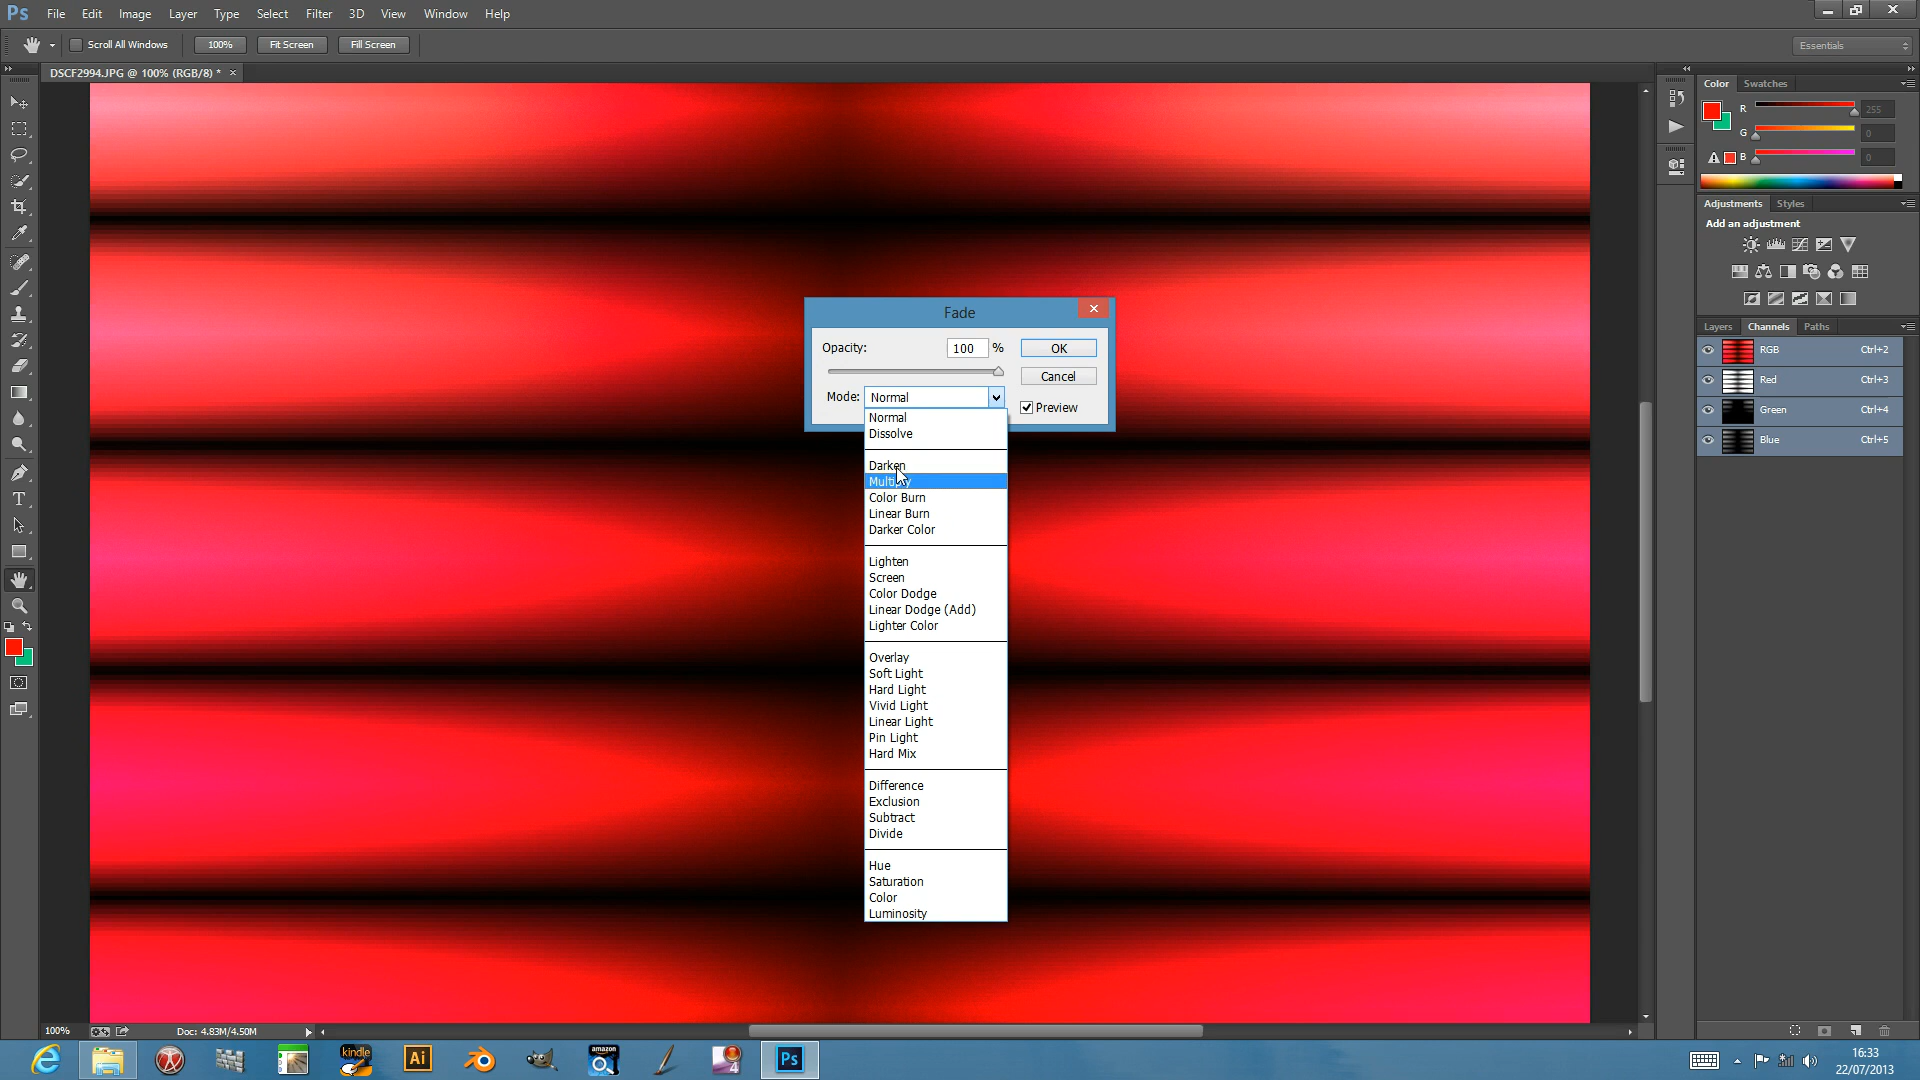 Ps File Edit Image Layer Type Select Filter 3D View Window Help
Scroll All Windows 100% Fit Screen Fill Screen Essentials
DSCF2994.JPG @ 100% (RGB/8) * ×
Color Swatches
R 255
G 0
B 0
Adjustments Styles
Add an adjustment
Layers Channels Paths
RGB Ctrl+2
Red Ctrl+3
Green Ctrl+4
Blue Ctrl+5
Fade
Opacity: 100 % OK
Cancel
Mode: Normal Preview
Normal
Dissolve
Darken
Multiply
Color Burn
Linear Burn
Darker Color
Lighten
Screen
Color Dodge
Linear Dodge (Add)
Lighter Color
Overlay
Soft Light
Hard Light
Vivid Light
Linear Light
Pin Light
Hard Mix
Difference
Exclusion
Subtract
Divide
Hue
Saturation
Color
Luminosity
T
100% Doc: 4.83M/4.50M
kindle Ai amazon 4 Ps
16:33
22/07/2013